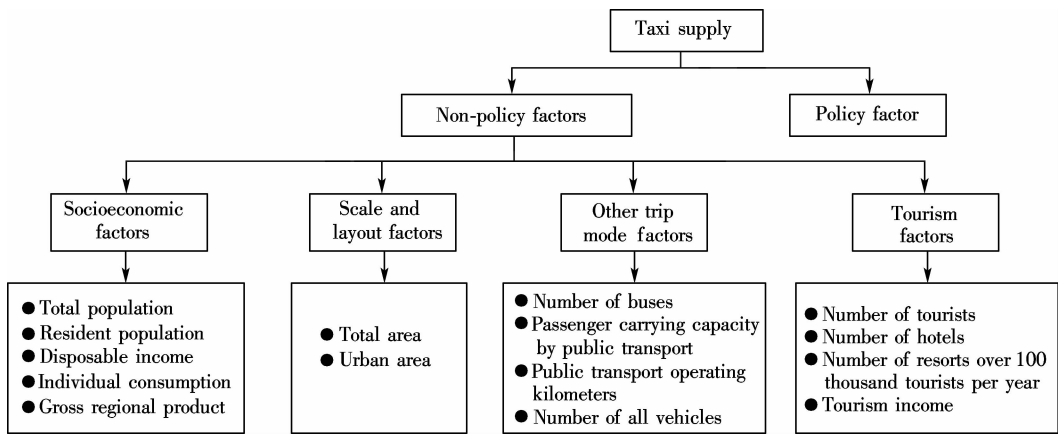 Taxi supply
Non-policy factors
Policy factor
Socioeconomic
factors
Scale and
layout factors
Other trip
mode factors
Tourism
factors
● Total population
● Resident population
● Disposable income
● Individual consumption
● Gross regional product
● Total area
● Urban area
● Number of buses
● Passenger carrying capacity
by public transport
● Public transport operating
kilometers
● Number of all vehicles
● Number of tourists
● Number of hotels
● Number of resorts over 100
thousand tourists per year
● Tourism income